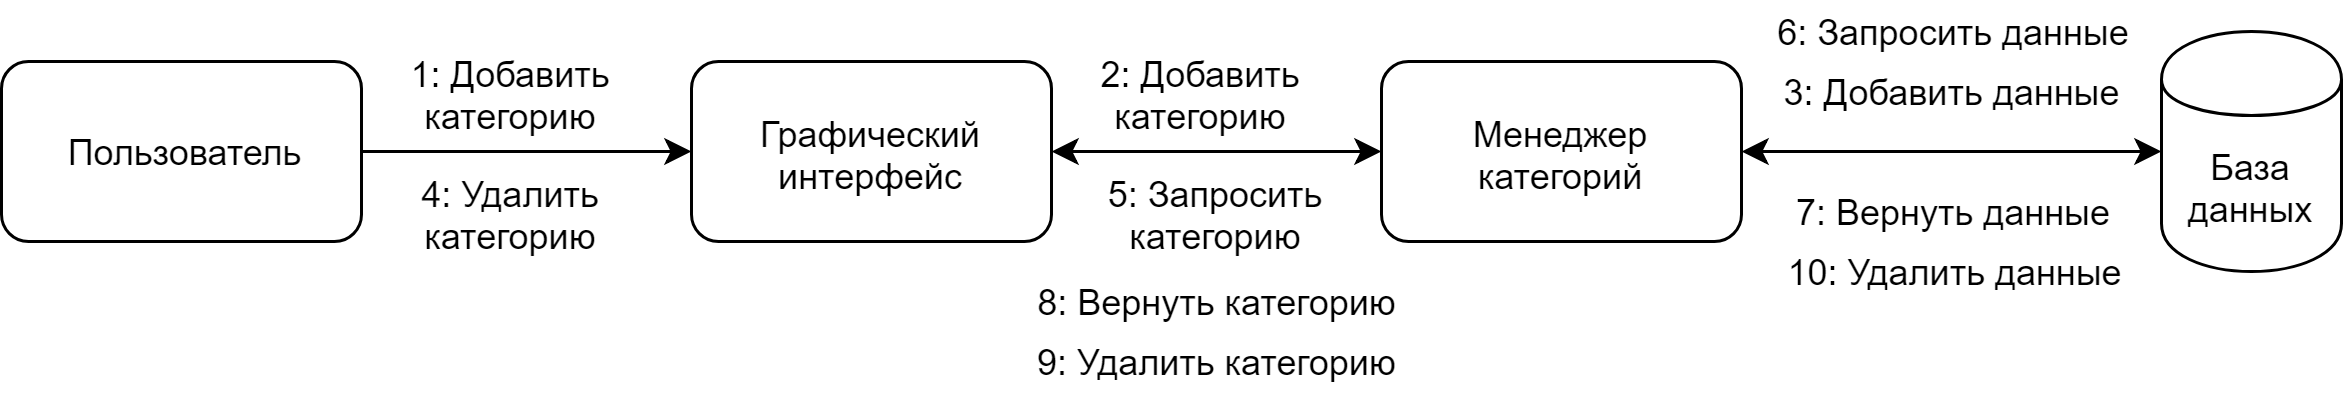 Пользователь
1: Добавить
категорию
4: Удалить
категорию
Графический
интерфейс
2: Добавить
категорию
5: Запросить
категорию
8: Вернуть категорию
9: Удалить категорию
Менеджер
категорий
6: Запросить данные
3: Добавить данные
7: Вернуть данные
10: Удалить данные
База
данных